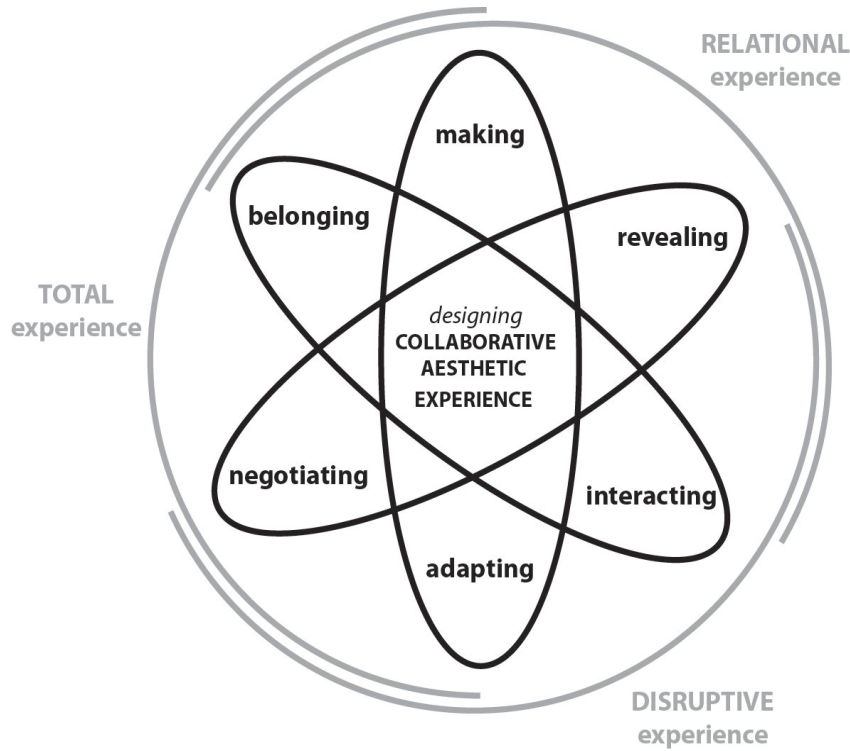 RELATIONAL
experience
making
belonging
revealing
TOTAL
experience
designing
COLLABORATIVE
AESTHETIC
EXPERIENCE
negotiating
interacting
adapting
DISRUPTIVE
experience